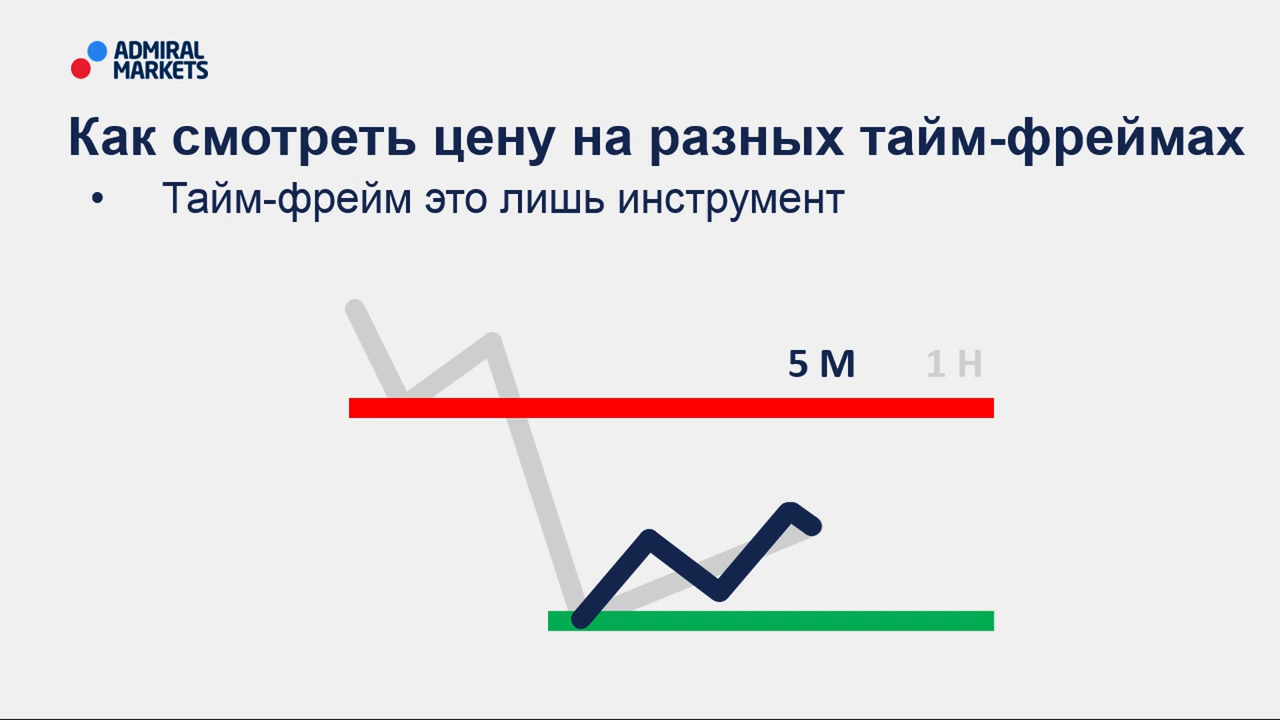 ADMIRAL
MARKETS
Как смотреть цену на разных тайм-фреймах
• Тайм-фрейм это лишь инструмент
5 M 1 H